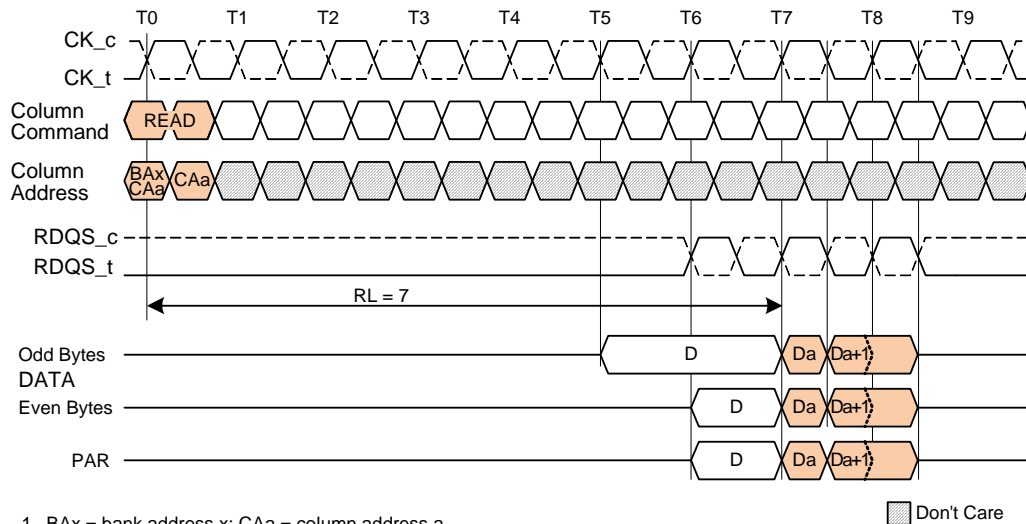 T0 T1 T2 T3 T4 T5 T6 T7 T8 T9
CK_c
CK_t
Column Command
READ
Column Address
BAx CAa
CAa
RDQS_c
RDQS_t
RL = 7
Odd Bytes
D Da Da+1
DATA
Even Bytes
D Da Da+1
PAR
D Da Da+1
Don't Care
1. BAx = bank address x; CAa = column address a